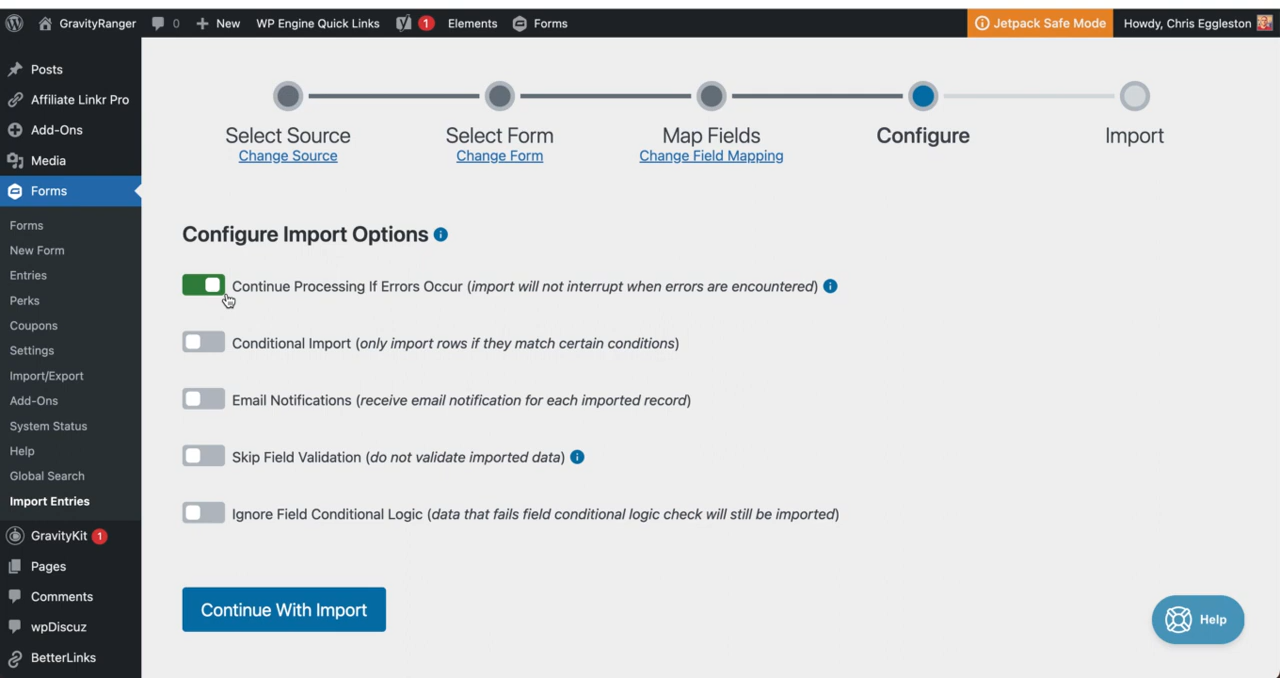 GravityRanger 0 New WP Engine Quick Links 1 Elements Forms Jetpack Safe Mode Howdy, Chris Eggleston
Posts
Affiliate Linkr Pro
Add-Ons
Media
Forms
Forms
New Form
Entries
Perks
Coupons
Settings
Import/Export
Add-Ons
System Status
Help
Global Search
Import Entries
GravityKit 1
Pages
Comments
wpDiscuz
BetterLinks
Select Source Select Form Map Fields Configure Import
Change Source Change Form Change Field Mapping
Configure Import Options
Continue Processing If Errors Occur (import will not interrupt when errors are encountered)
Conditional Import (only import rows if they match certain conditions)
Email Notifications (receive email notification for each imported record)
Skip Field Validation (do not validate imported data)
Ignore Field Conditional Logic (data that fails field conditional logic check will still be imported)
Continue With Import
Help